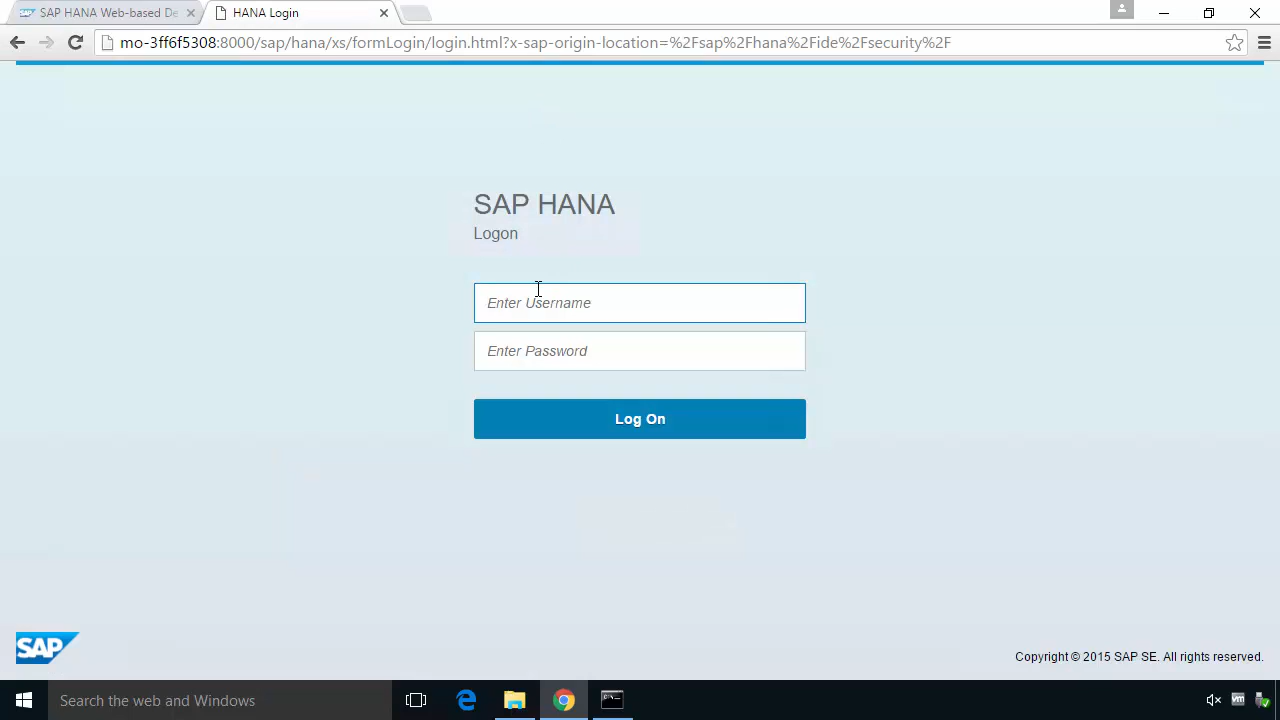 SAP HANA Web-based De
HANA Login
mo-3ff6f5308:8000/sap/hana/xs/formLogin/login.html?x-sap-origin-location=%2Fsap%2Fhana%2Fide%2Fsecurity%2F
SAP HANA
Logon
Enter Username
Enter Password
Log On
SAP
Copyright © 2015 SAP SE. All rights reserved.
Search the web and Windows